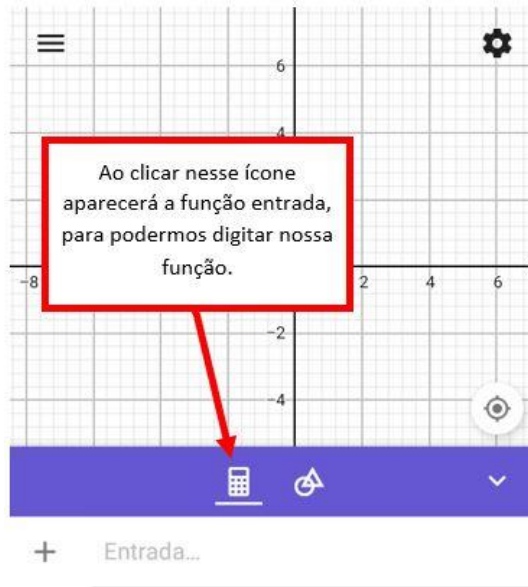 6
4
Ao clicar nesse ícone
aparecerá a função entrada,
para podermos digitar nossa
função.
-8 2 4 6
-2
-4
+ Entrada...